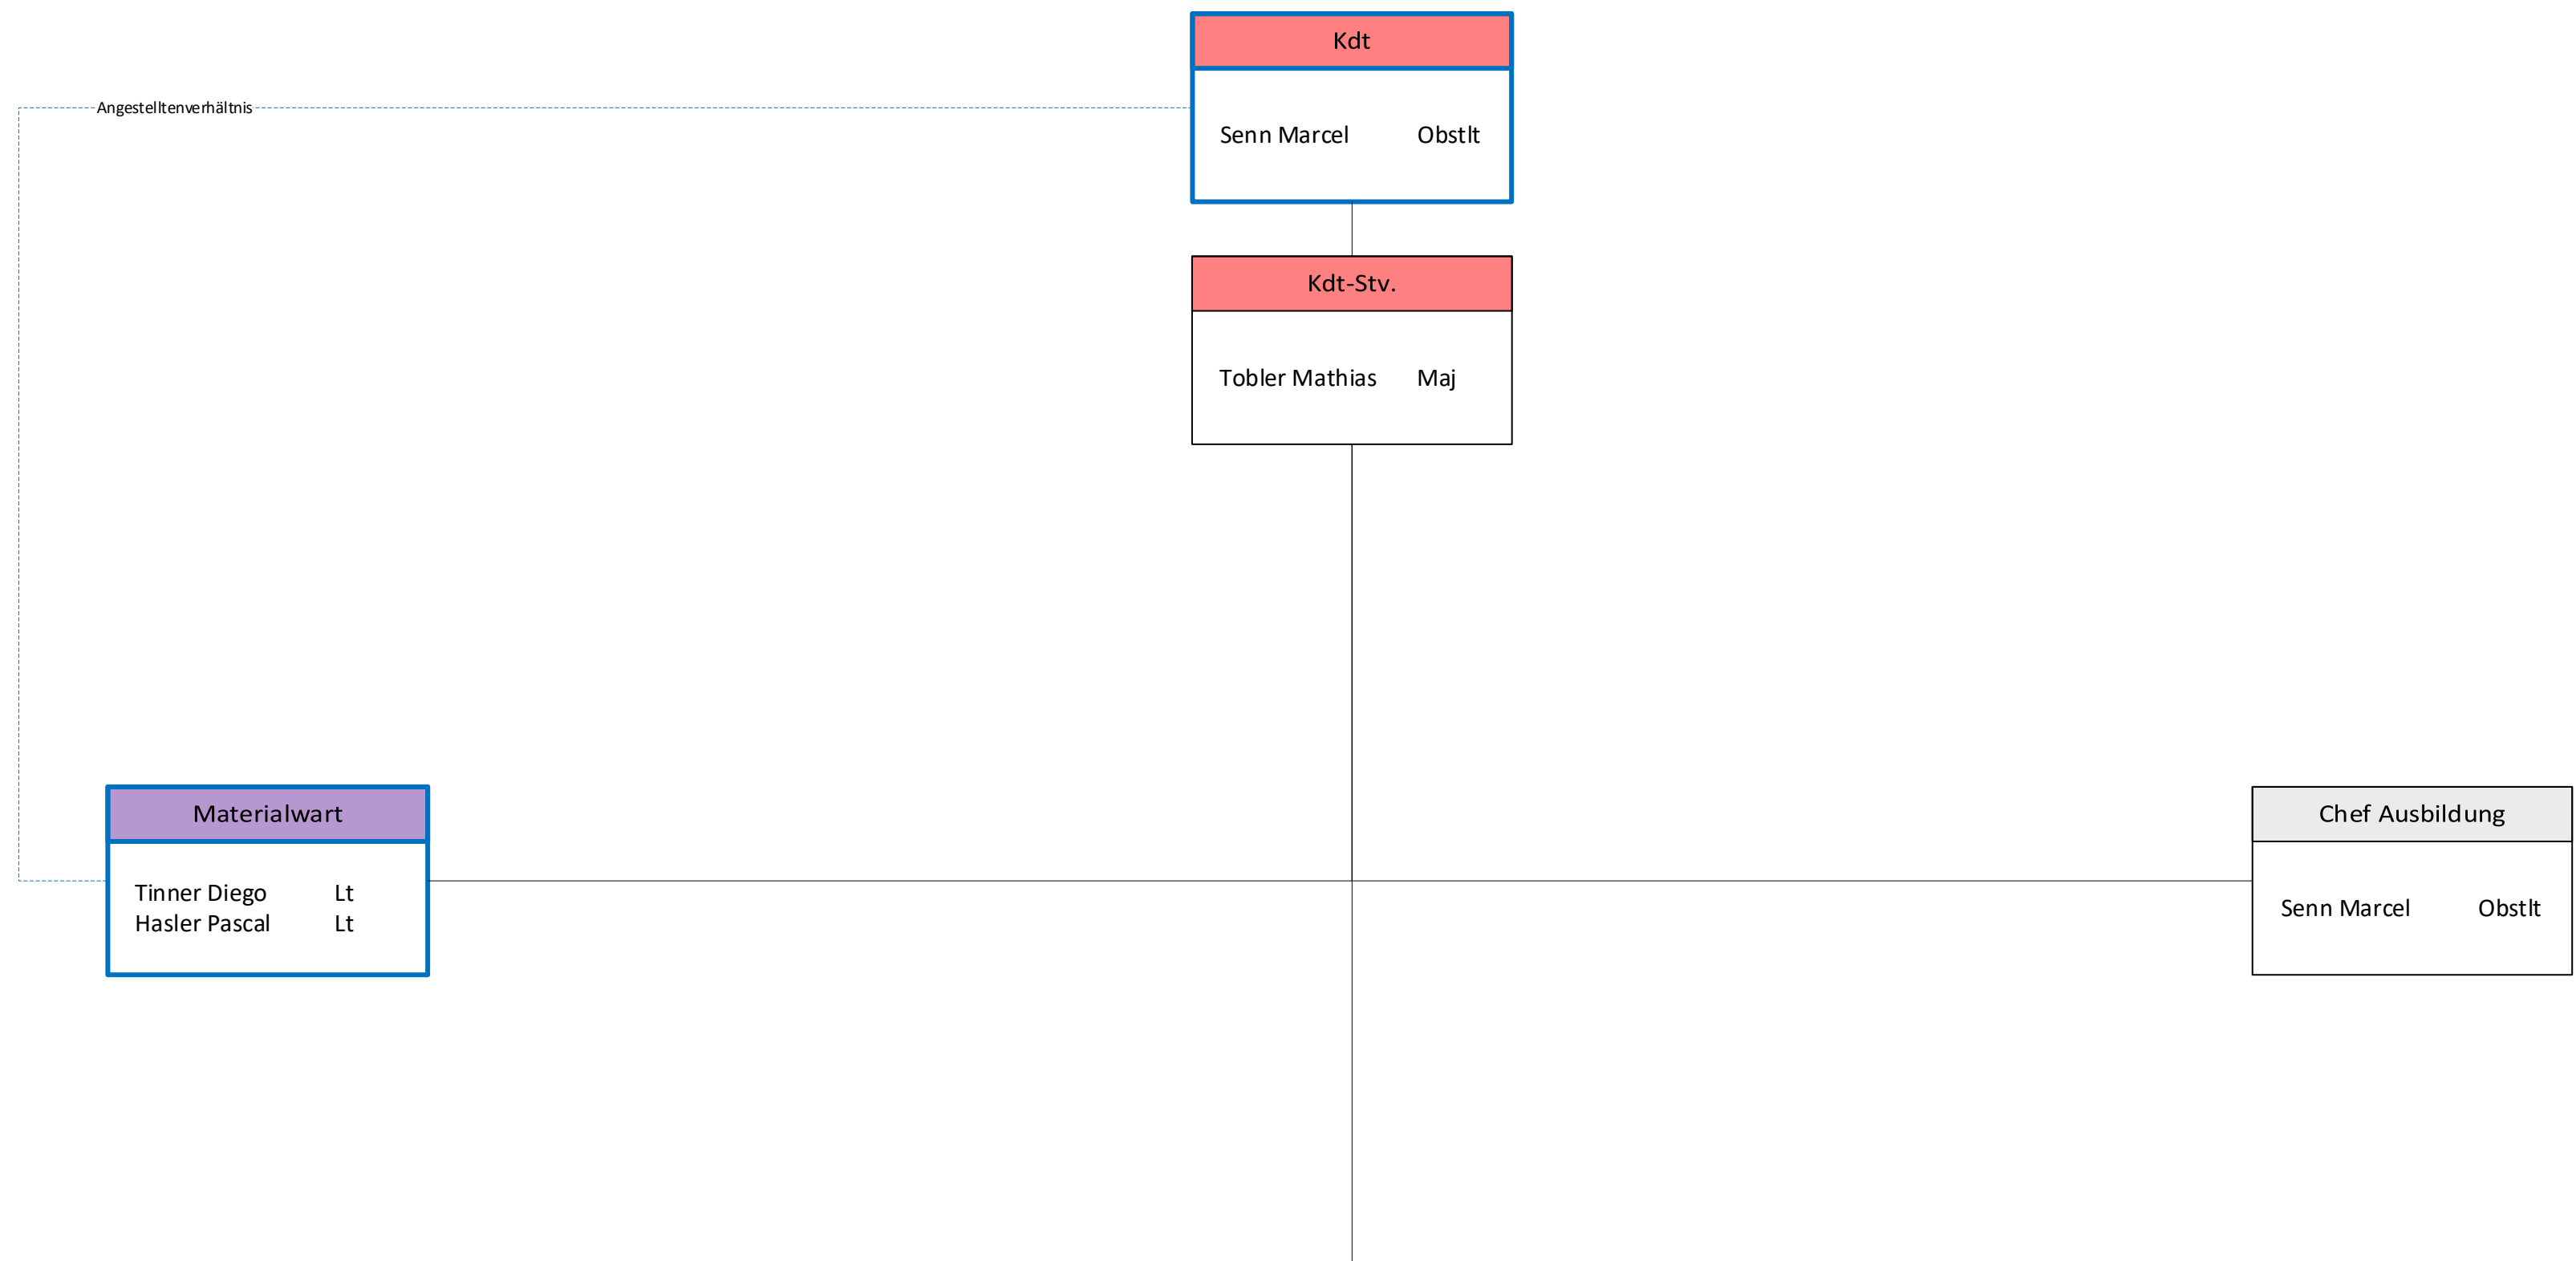 Kdt
Angestelltenverhältnis
Senn Marcel Obstlt
Kdt-Stv.
Tobler Mathias Maj
Materialwart
Tinner Diego Lt
Hasler Pascal Lt
Chef Ausbildung
Senn Marcel Obstlt